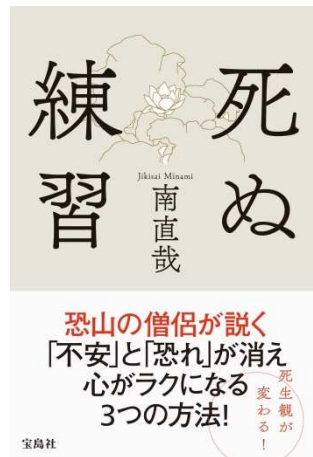 死ぬ
練習
Jikisai Minami
南直哉
恐山の僧侶が説く
「不安」と「恐れ」が消え
心がラクになる
3つの方法!
死生観が
変わる!
宝島社